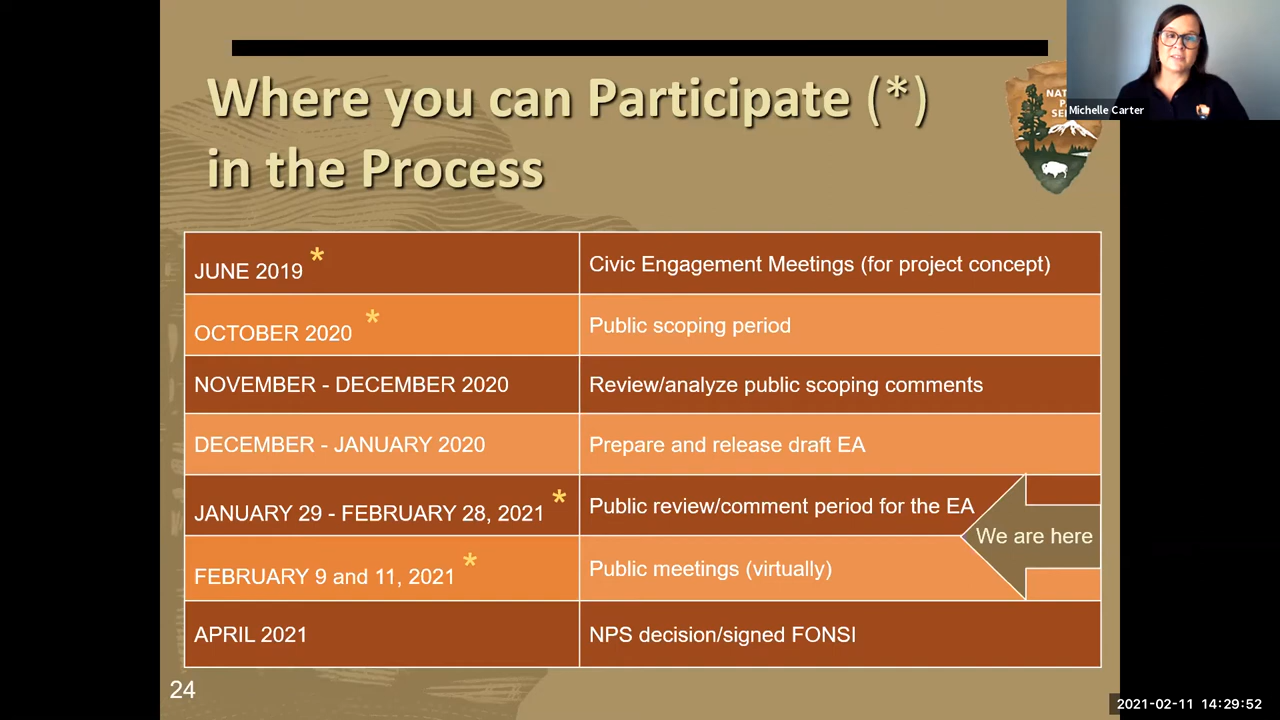 Where you can Participate (*)
in the Process
Michelle Carter
JUNE 2019 *
Civic Engagement Meetings (for project concept)
OCTOBER 2020 *
Public scoping period
NOVEMBER - DECEMBER 2020
Review/analyze public scoping comments
DECEMBER - JANUARY 2020
Prepare and release draft EA
JANUARY 29 - FEBRUARY 28, 2021 *
Public review/comment period for the EA
We are here
FEBRUARY 9 and 11, 2021 *
Public meetings (virtually)
APRIL 2021
NPS decision/signed FONSI
24
2021-02-11 14:29:52